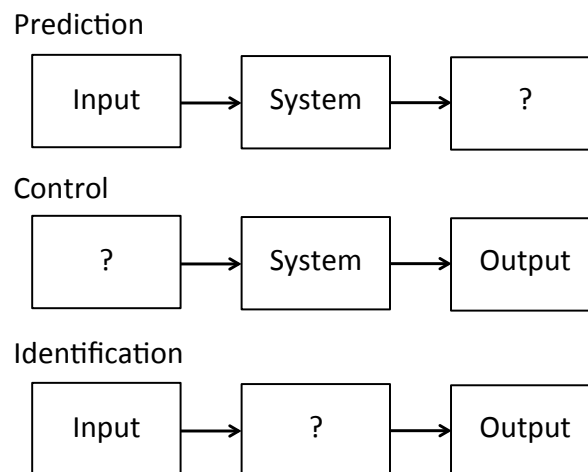 Prediction
Input System ?
Control
? System Output
Identification
Input ? Output